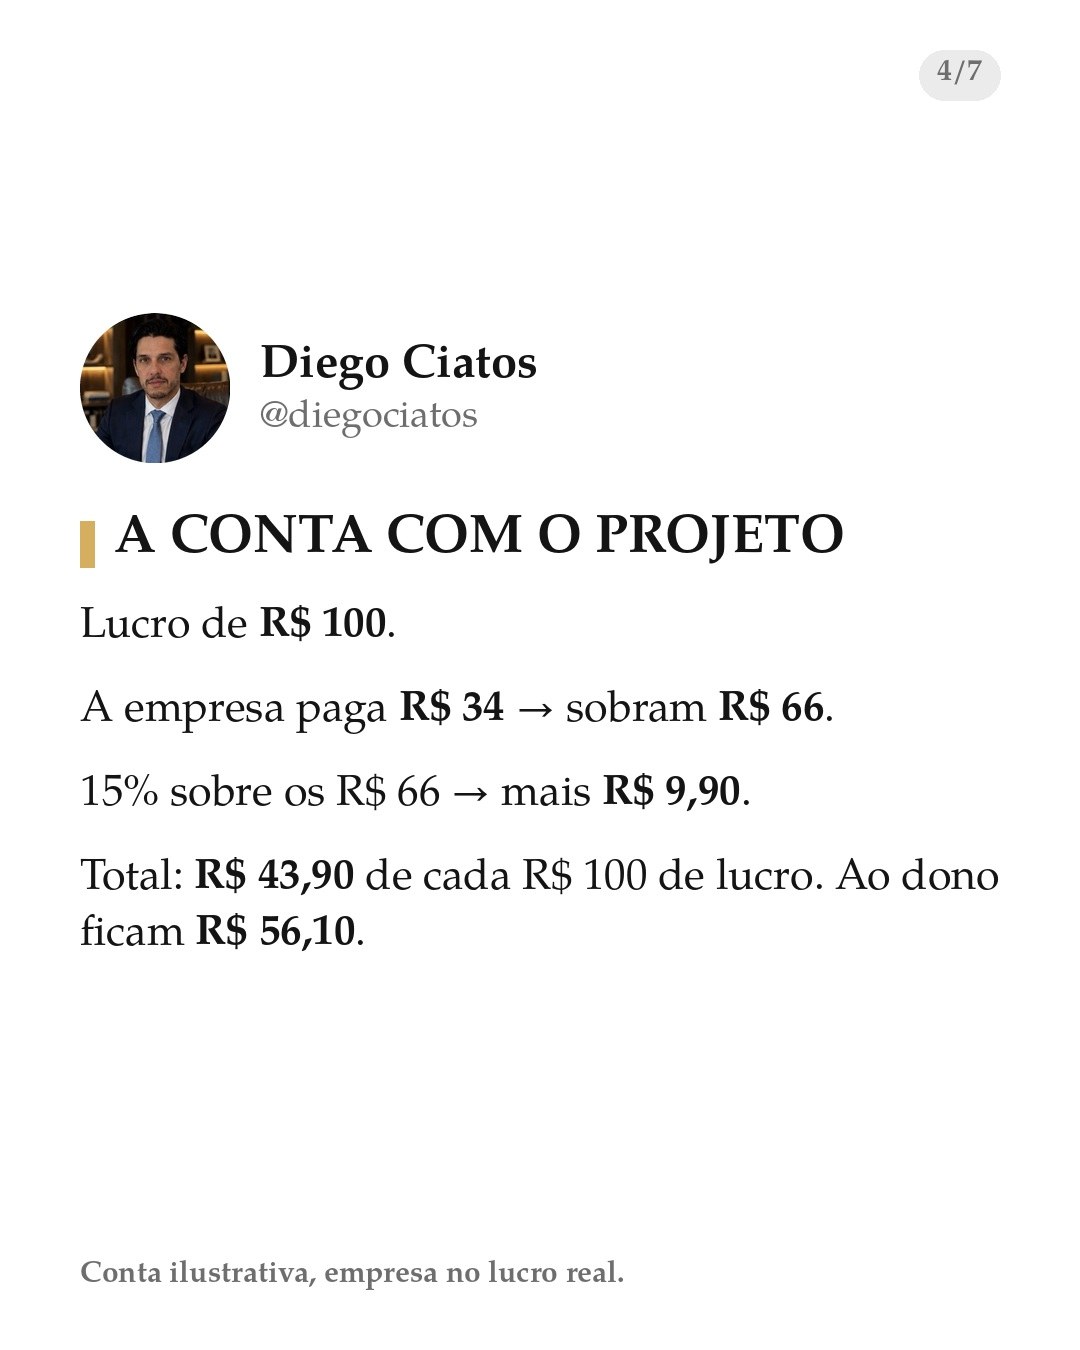 4/7
Diego Ciatos
@diegociatos
A CONTA COM O PROJETO
Lucro de R$ 100.
A empresa paga R$ 34 → sobram R$ 66.
15% sobre os R$ 66 → mais R$ 9,90.
Total: R$ 43,90 de cada R$ 100 de lucro. Ao dono
ficam R$ 56,10.
Conta ilustrativa, empresa no lucro real.